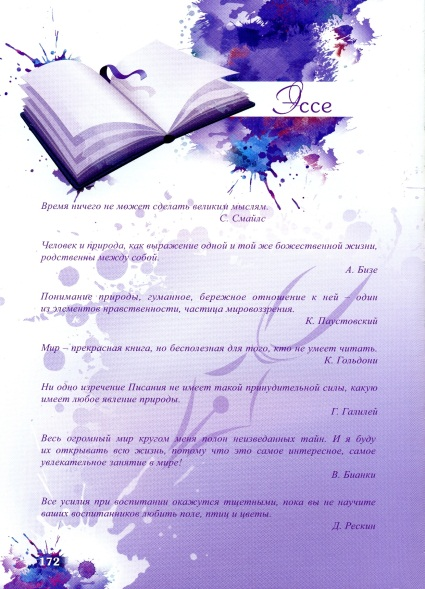 Эссе
Время ничего не может сделать великим мыслям.
С. Смайлс
Человек и природа, как выражение одной и той же божественной жизни,
родственны между собой.
А. Бизе
Понимание природы, гуманное, бережное отношение к ней – один
из элементов нравственности, частица мировоззрения.
К. Паустовский
Мир – прекрасная книга, но бесполезная для того, кто не умеет читать.
К. Гольдони
Ни одно изречение Писания не имеет такой принудительной силы, какую
имеет любое явление природы.
Г. Галилей
Весь огромный мир кругом меня полон неизведанных тайн. И я буду
их открывать всю жизнь, потому что это самое интересное, самое
увлекательное занятие в мире!
В. Бианки
Все усилия при воспитании окажутся тщетными, пока вы не научите
ваших воспитанников любить поле, птиц и цветы.
Д. Рескин
172